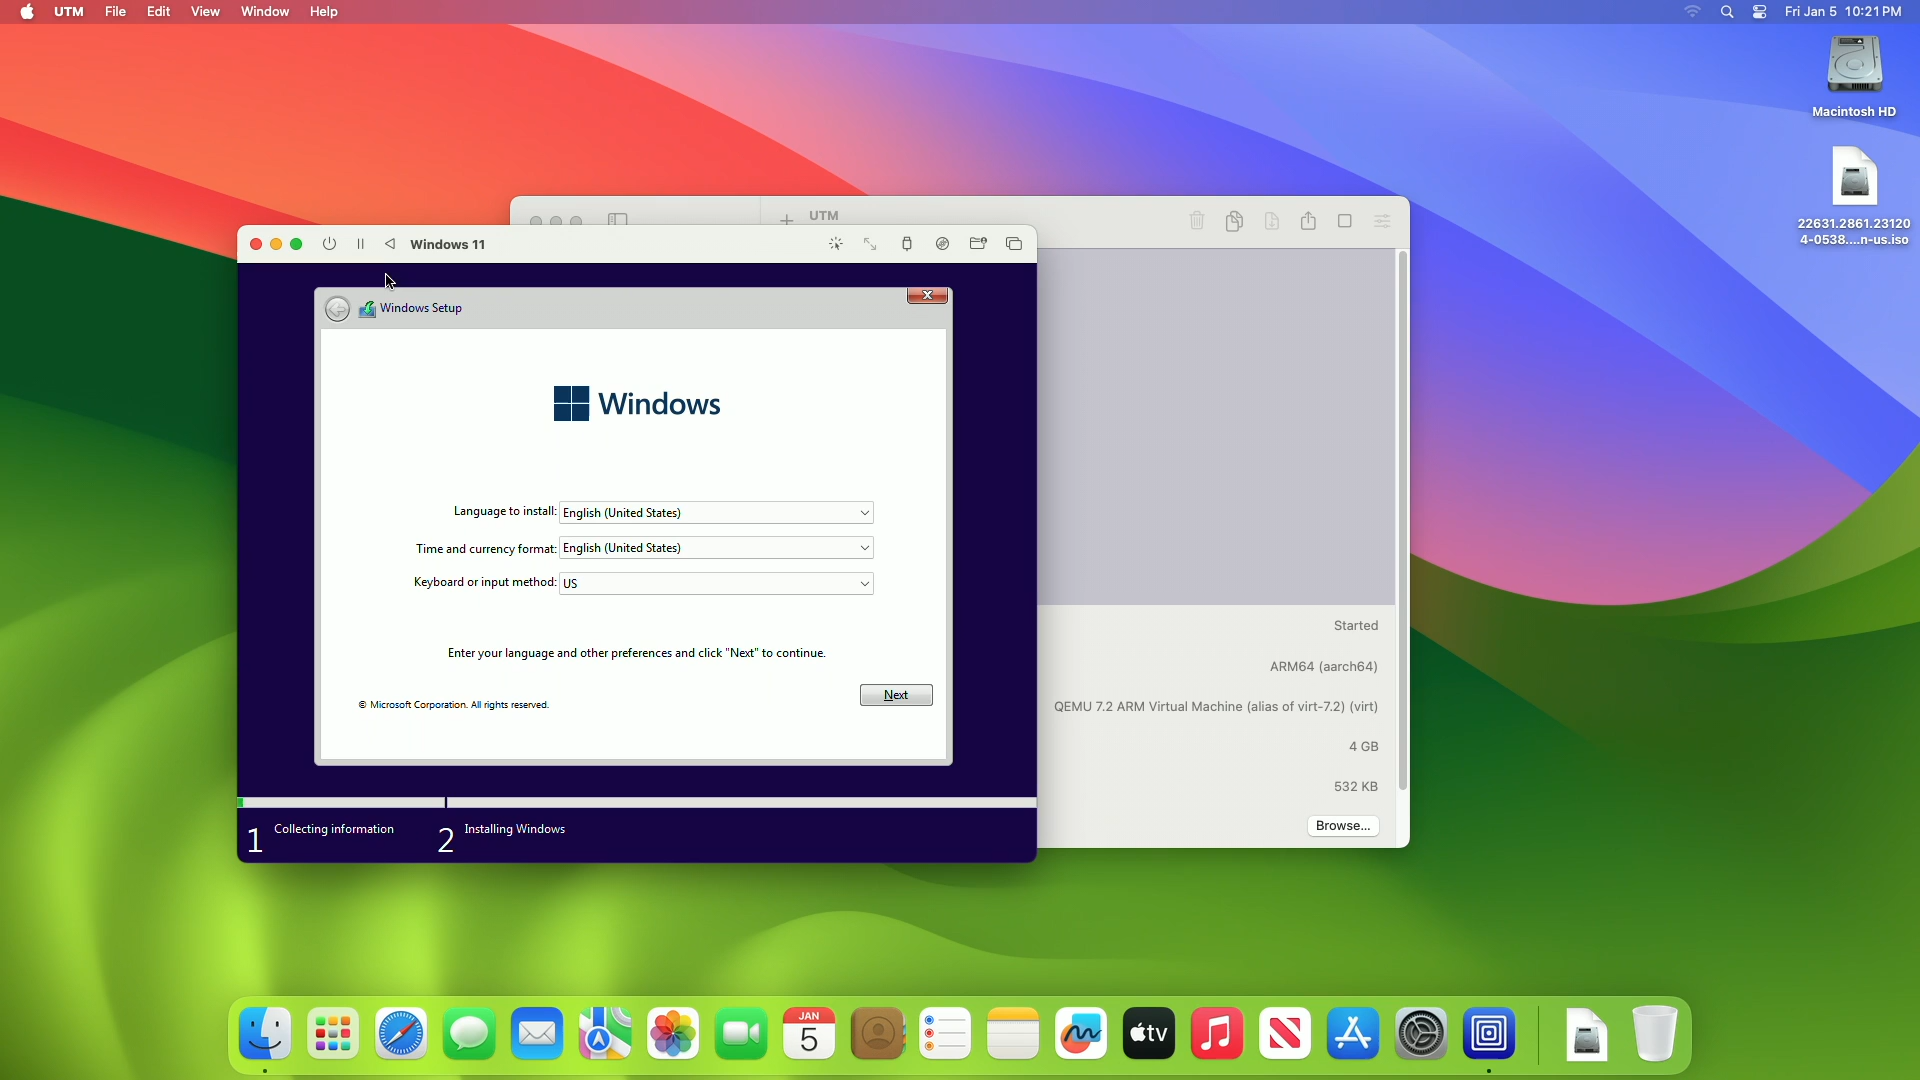 UTM File Edit View Window Help
Fri Jan 5 10:21 PM
Macintosh HD
22631.2861.23120
4-0538....n-us.iso
UTM
Windows 11
Windows Setup
Windows
Language to install: English (United States)
Time and currency format: English (United States)
Keyboard or input method: US
Enter your language and other preferences and click "Next" to continue.
Next
© Microsoft Corporation. All rights reserved.
1 Collecting information
2 Installing Windows
Started
ARM64 (aarch64)
QEMU 7.2 ARM Virtual Machine (alias of virt-7.2) (virt)
4 GB
532 KB
Browse...
JAN
5
tv